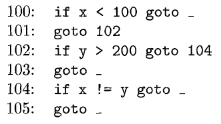 100: if x < 100 goto _
101: goto 102
102: if y > 200 goto 104
103: goto _
104: if x != y goto _
105: goto _